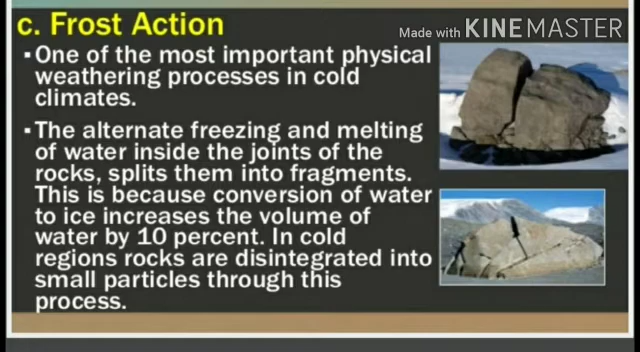 c. Frost Action
Made with KINEMASTER
▪One of the most important physical
weathering processes in cold
climates.
▪The alternate freezing and melting
of water inside the joints of the
rocks, splits them into fragments.
This is because conversion of water
to ice increases the volume of
water by 10 percent. In cold
regions rocks are disintegrated into
small particles through this
process.